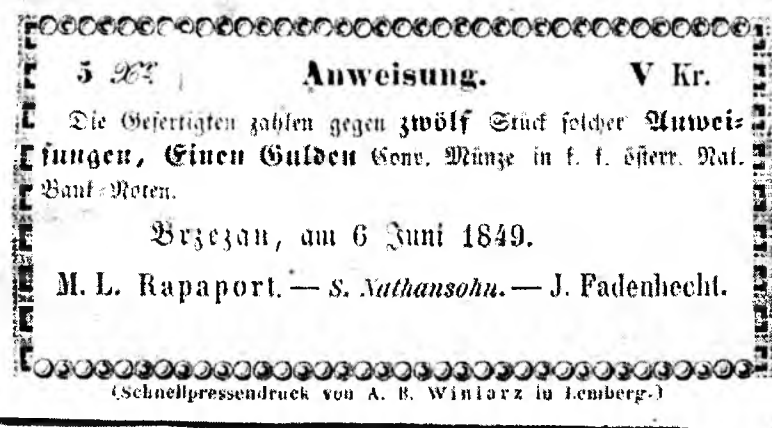 5 Xr. Anweisung. V Kr.
Die Gefertigten zahlen gegen zwölf Stück solcher Anwei-
sungen, Einen Gulden Conv. Münze in k. k. österr. Nat.
Bank-Noten.
Brzezan, am 6 Juni 1849.
M. L. Rapaport. — S. Nathansohn. — J. Fadenhecht.
(Schnellpressendruck von A. B. Winiarz in Lemberg.)